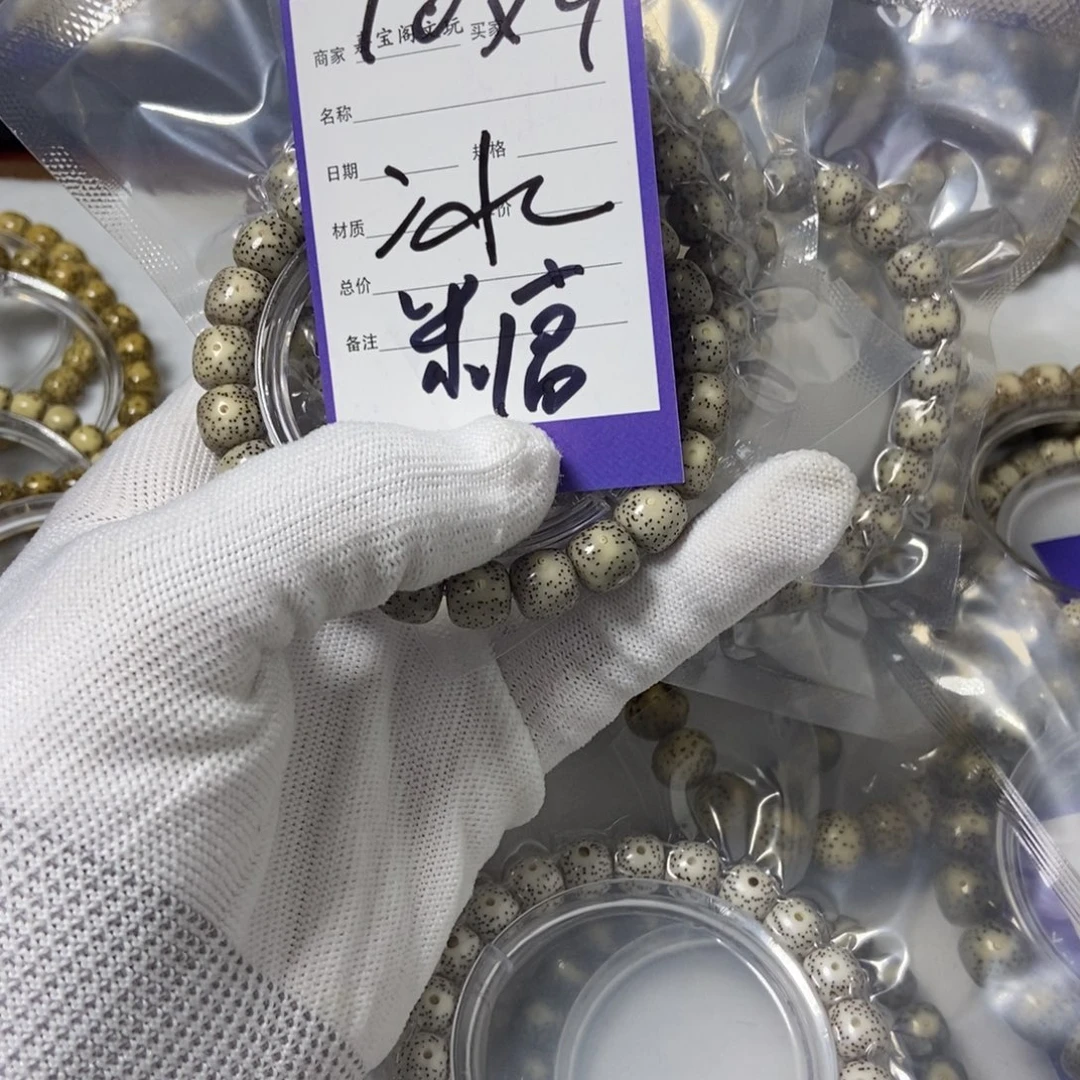 10x9
商家 宝阁文玩 买家
名称
日期 规格
冰
材质 价
总价
糖
备注